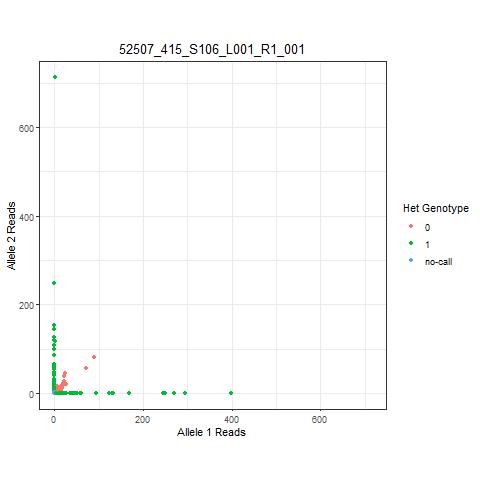 52507_415_S106_L001_R1_001
Allele 2 Reads
600
400
200
0
0 200 400 600
Allele 1 Reads
Het Genotype
0
1
no-call